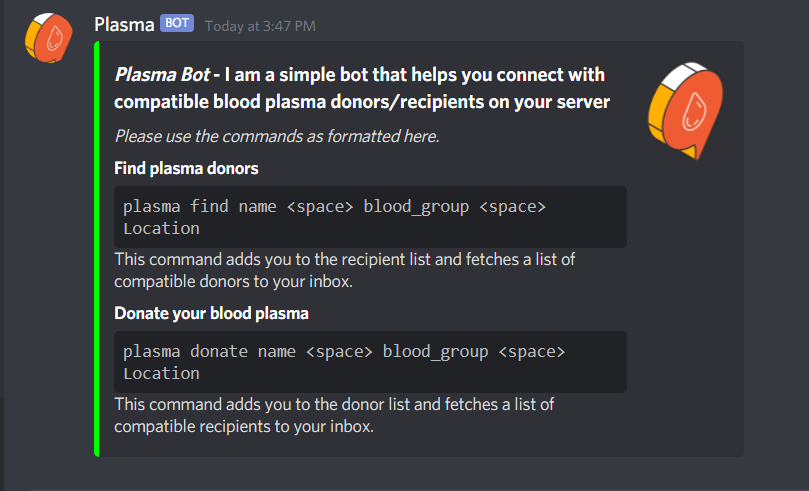 Plasma BOT Today at 3:47 PM
Plasma Bot - I am a simple bot that helps you connect with
compatible blood plasma donors/recipients on your server
Please use the commands as formatted here.
Find plasma donors
plasma find name <space> blood_group <space>
Location
This command adds you to the recipient list and fetches a list of
compatible donors to your inbox.
Donate your blood plasma
plasma donate name <space> blood_group <space>
Location
This command adds you to the donor list and fetches a list of
compatible recipients to your inbox.